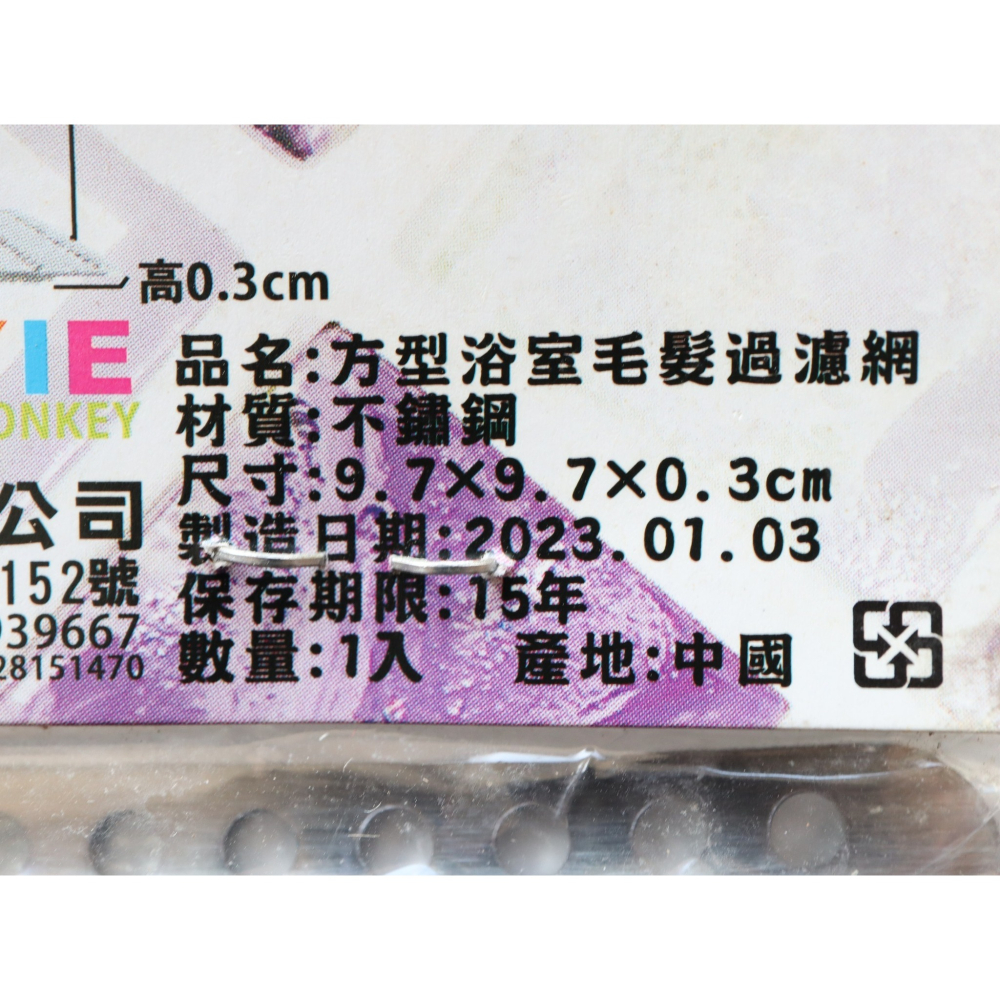 高0.3cm
IE
ONKEY
公司
152號
39667
28151470
品名:方型浴室毛髮過濾網
材質:不鏽鋼
尺寸:9.7×9.7×0.3cm
製造日期:2023.01.03
保存期限:15年
數量:1入 產地:中國